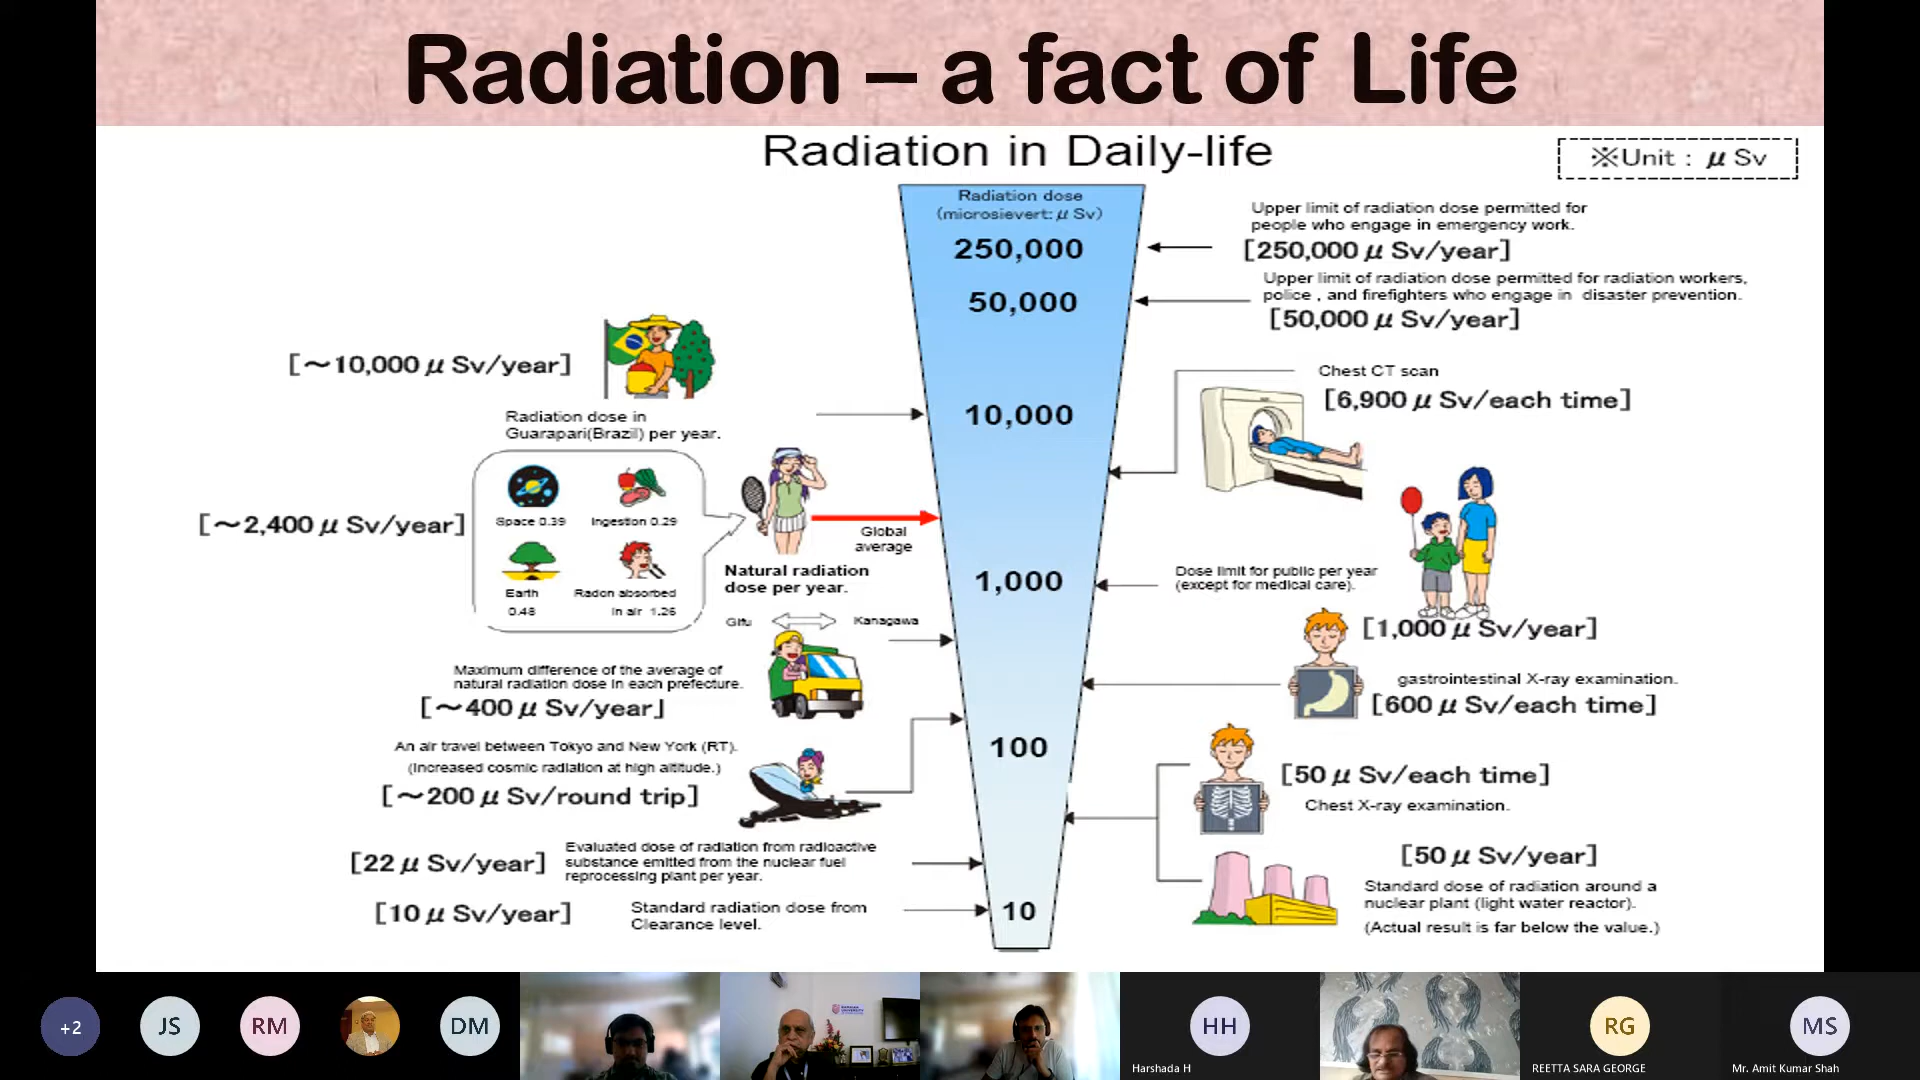 Radiation – a fact of Life
Radiation in Daily-life
※Unit : μ Sv
Radiation dose
(microsievert: μ Sv)
250,000
50,000
10,000
1,000
100
10
[~10,000 μ Sv/year]
Radiation dose in
Guarapari(Brazil) per year.
[~2,400 μ Sv/year]
Space 0.39
Ingestion 0.29
Earth
0.48
Radon absorbed
in air 1.26
Global
average
Natural radiation
dose per year.
Gifu
Kanagawa
Maximum difference of the average of
natural radiation dose in each prefecture.
[~400 μ Sv/year]
An air travel between Tokyo and New York (RT).
(Increased cosmic radiation at high altitude.)
[~200 μ Sv/round trip]
[22 μ Sv/year]
Evaluated dose of radiation from radioactive
substance emitted from the nuclear fuel
reprocessing plant per year.
[10 μ Sv/year]
Standard radiation dose from
Clearance level.
Upper limit of radiation dose permitted for
people who engage in emergency work.
[250,000 μ Sv/year]
Upper limit of radiation dose permitted for radiation workers,
police , and firefighters who engage in disaster prevention.
[50,000 μ Sv/year]
Chest CT scan
[6,900 μ Sv/each time]
Dose limit for public per year
(except for medical care).
[1,000 μ Sv/year]
gastrointestinal X-ray examination.
[600 μ Sv/each time]
[50 μ Sv/each time]
Chest X-ray examination.
[50 μ Sv/year]
Standard dose of radiation around a
nuclear plant (light water reactor).
(Actual result is far below the value.)
+2
JS
RM
DM
HH
Harshada H
RG
REETTA SARA GEORGE
MS
Mr. Amit Kumar Shah